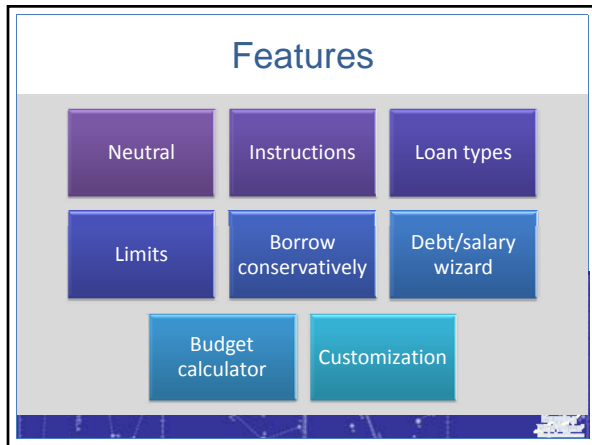 Features
Neutral
Instructions
Loan types
Limits
Borrow
conservatively
Debt/salary
wizard
Budget
calculator
Customization